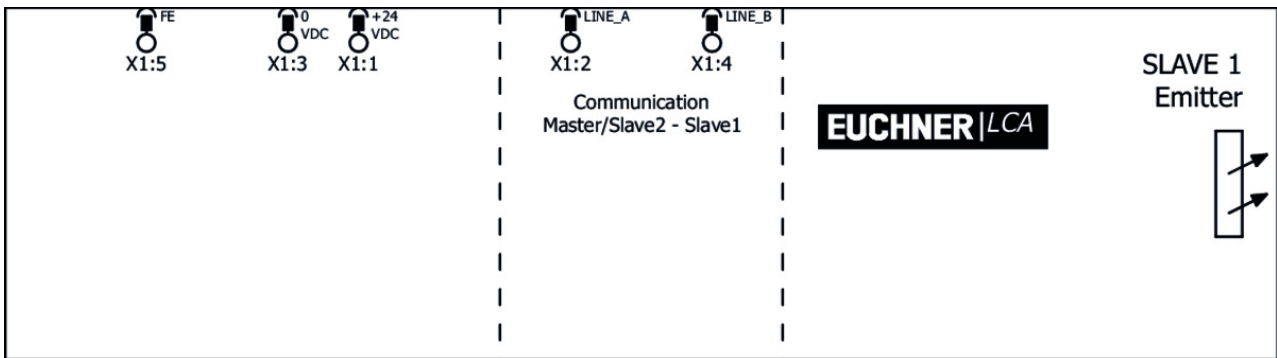 FE
0
VDC
+24
VDC
LINE_A
LINE_B
X1:5
X1:3
X1:1
X1:2
X1:4
Communication
Master/Slave2 - Slave1
EUCHNER|LCA
SLAVE 1
Emitter